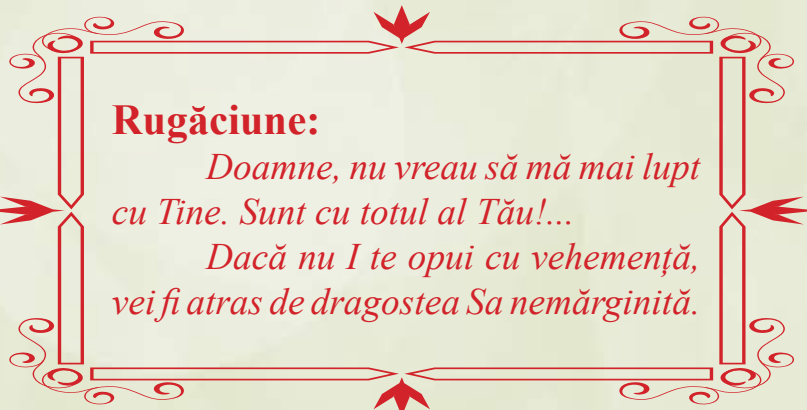 Rugăciune:
Doamne, nu vreau să mă mai lupt
cu Tine. Sunt cu totul al Tău!...
Dacă nu I te opui cu vehemență,
vei fi atras de dragostea Sa nemărginită.